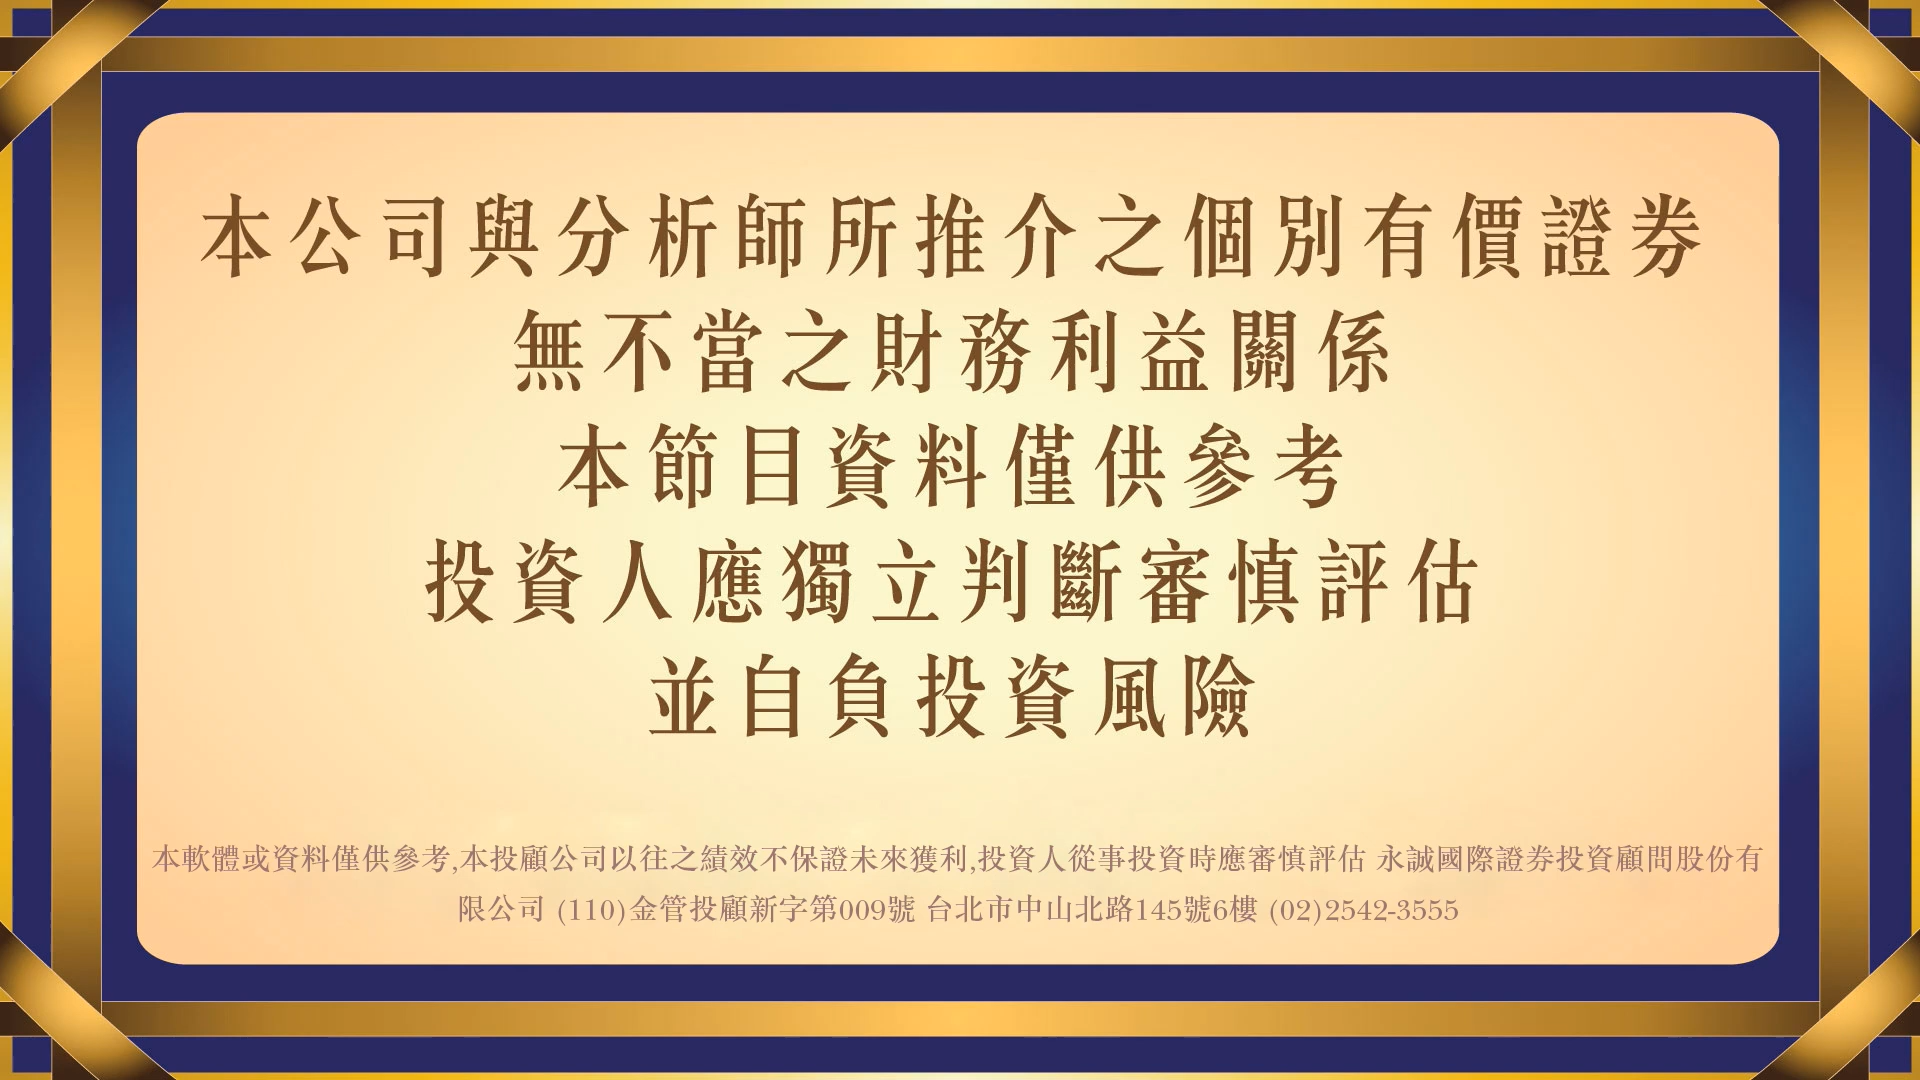 本公司與分析師所推介之個別有價證券
無不當之財務利益關係
本節目資料僅供參考
投資人應獨立判斷審慎評估
並自負投資風險
本軟體或資料僅供參考,本投顧公司以往之績效不保證未來獲利,投資人從事投資時應審慎評估 永誠國際證券投資顧問股份有
限公司 (110)金管投顧新字第009號 台北市中山北路145號6樓 (02)2542-3555